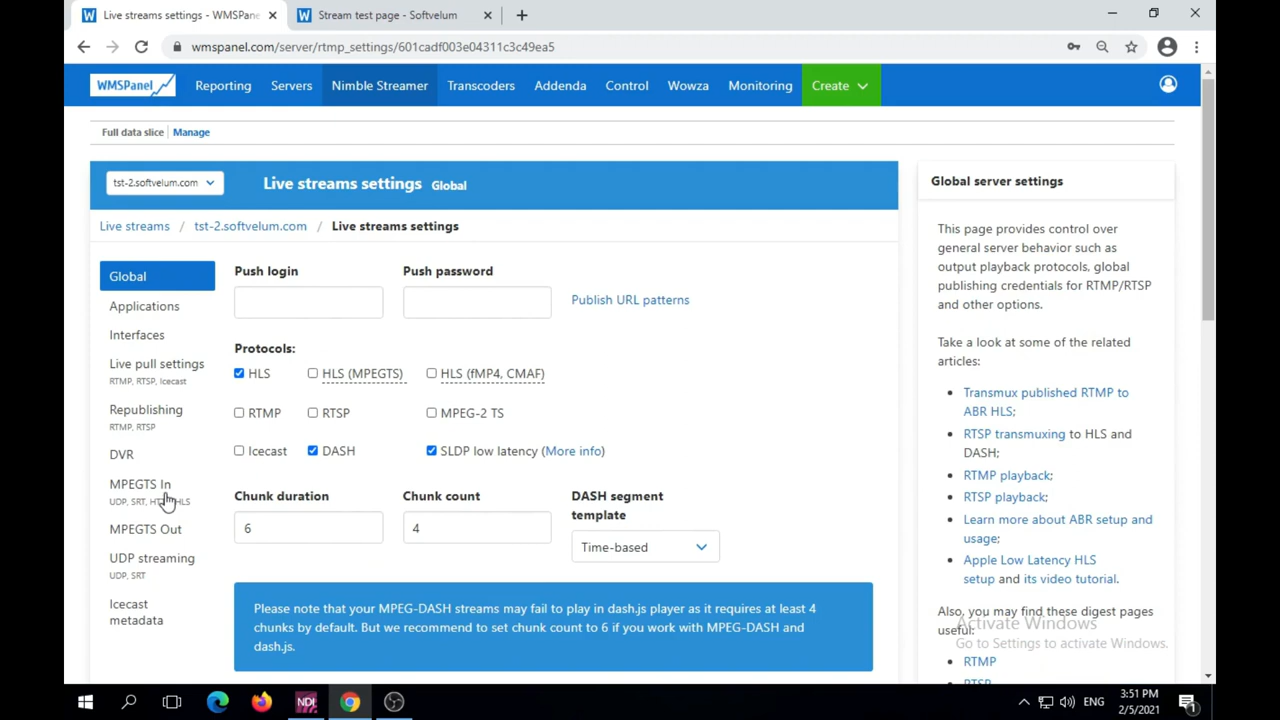 Live streams settings - WMSPane
Stream test page - Softvelum
wmspanel.com/server/rtmp_settings/601cadf003e04311c3c49ea5
WMSPANEL
Reporting
Servers
Nimble Streamer
Transcoders
Addenda
Control
Wowza
Monitoring
Create
Full data slice
Manage
tst-2.softvelum.com
Live streams settings Global
Live streams / tst-2.softvelum.com / Live streams settings
Global
Applications
Interfaces
Live pull settings
RTMP, RTSP, Icecast
Republishing
RTMP, RTSP
DVR
MPEGTS In
UDP, SRT, HLS
MPEGTS Out
UDP streaming
UDP, SRT
Icecast
metadata
Push login
Push password
Publish URL patterns
Protocols:
HLS
HLS (MPEGTS)
HLS (fMP4, CMAF)
RTMP
RTSP
MPEG-2 TS
Icecast
DASH
SLDP low latency (More info)
Chunk duration
Chunk count
DASH segment
template
6
4
Time-based
Please note that your MPEG-DASH streams may fail to play in dash.js player as it requires at least 4
chunks by default. But we recommend to set chunk count to 6 if you work with MPEG-DASH and
dash.js.
Global server settings
This page provides control over
general server behavior such as
output playback protocols, global
publishing credentials for RTMP/RTSP
and other options.
Take a look at some of the related
articles:
Transmux published RTMP to
ABR HLS;
RTSP transmuxing to HLS and
DASH;
RTMP playback;
RTSP playback;
Learn more about ABR setup and
usage;
Apple Low Latency HLS
setup and its video tutorial.
Also, you may find these digest pages
useful:
RTMP
RTSP
Activate Windows
Go to Settings to activate Windows.
NDI
ENG
3:51 PM
2/5/2021
1